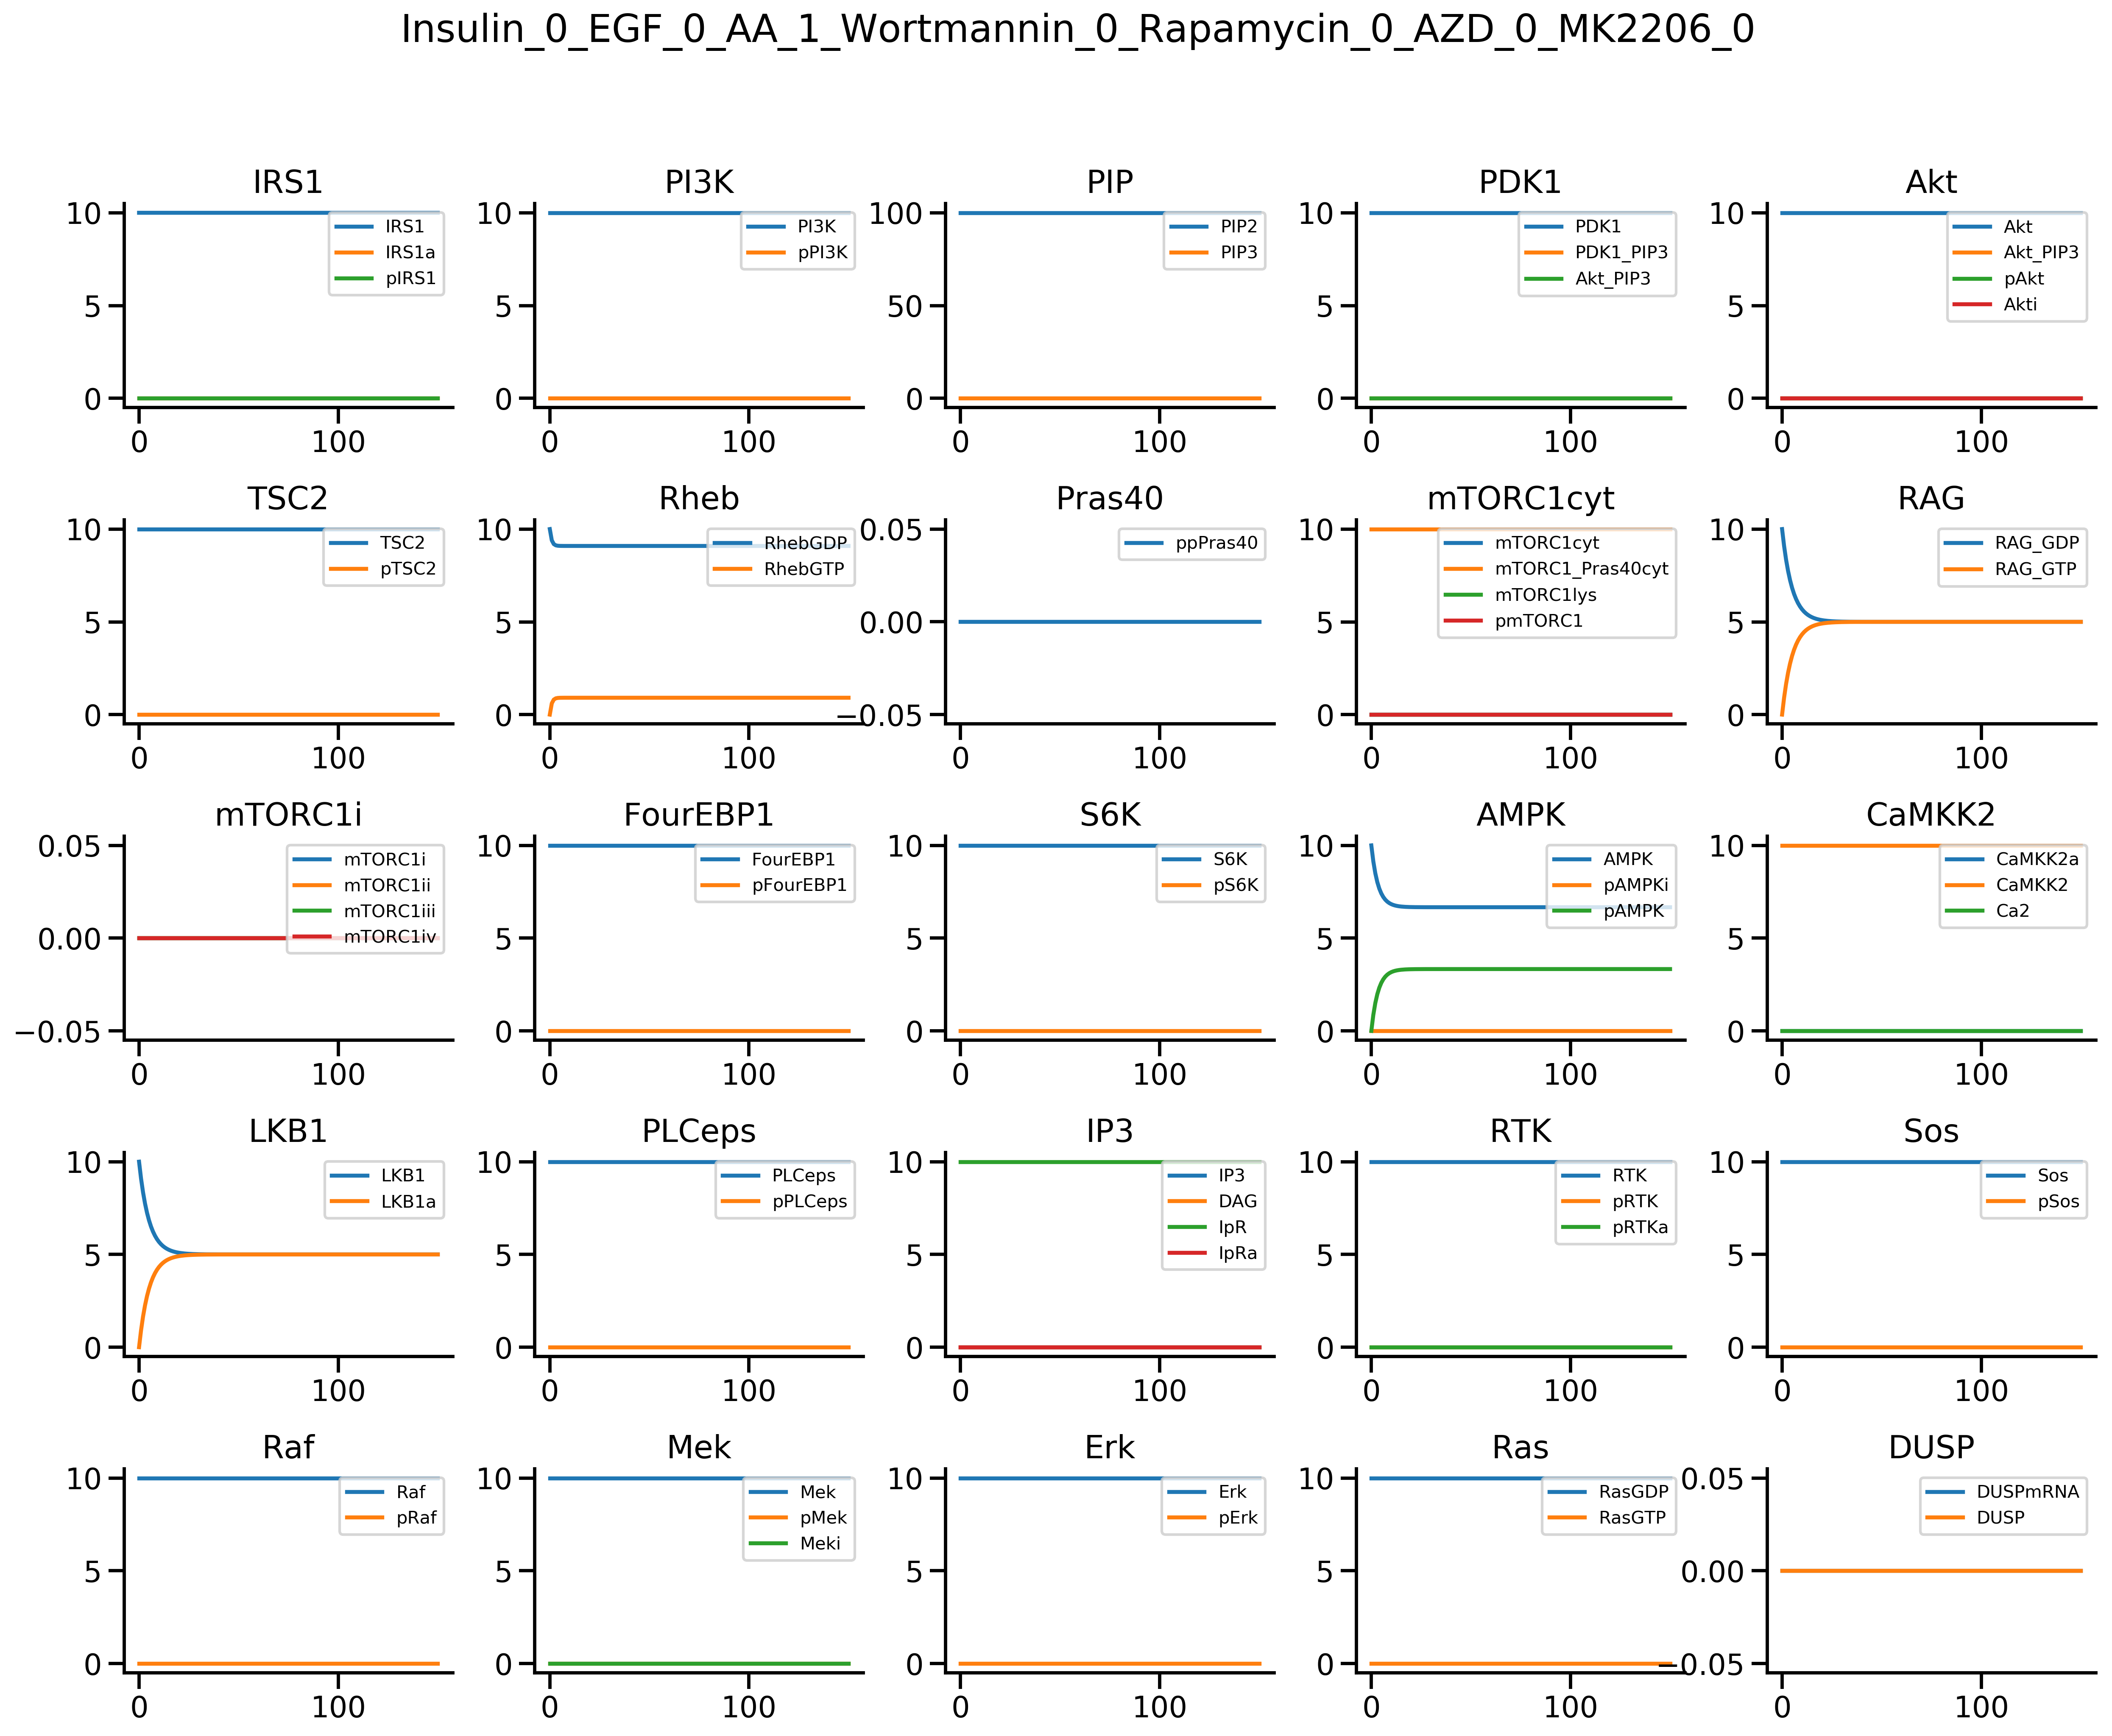 Insulin_0_EGF_0_AA_1_Wortmannin_0_Rapamycin_0_AZD_0_MK2206_0
IRS1
10
5
0
0
100
IRS1
IRS1a
pIRS1
PI3K
10
5
0
0
100
PI3K
pPI3K
PIP
100
50
0
0
100
PIP2
PIP3
PDK1
10
5
0
0
100
PDK1
PDK1_PIP3
Akt_PIP3
Akt
10
5
0
0
100
Akt
Akt_PIP3
pAkt
Akti
TSC2
10
5
0
0
100
TSC2
pTSC2
Rheb
10
5
0
0
100
RhebGDP
RhebGTP
Pras40
0.05
0.00
−0.05
0
100
ppPras40
mTORC1cyt
10
5
0
0
100
mTORC1cyt
mTORC1_Pras40cyt
mTORC1lys
pmTORC1
RAG
10
5
0
0
100
RAG_GDP
RAG_GTP
mTORC1i
0.05
0.00
−0.05
0
100
mTORC1i
mTORC1ii
mTORC1iii
mTORC1iv
FourEBP1
10
5
0
0
100
FourEBP1
pFourEBP1
S6K
10
5
0
0
100
S6K
pS6K
AMPK
10
5
0
0
100
AMPK
pAMPKi
pAMPK
CaMKK2
10
5
0
0
100
CaMKK2a
CaMKK2
Ca2
LKB1
10
5
0
0
100
LKB1
LKB1a
PLCeps
10
5
0
0
100
PLCeps
pPLCeps
IP3
10
5
0
0
100
IP3
DAG
IpR
IpRa
RTK
10
5
0
0
100
RTK
pRTK
pRTKa
Sos
10
5
0
0
100
Sos
pSos
Raf
10
5
0
0
100
Raf
pRaf
Mek
10
5
0
0
100
Mek
pMek
Meki
Erk
10
5
0
0
100
Erk
pErk
Ras
10
5
0
0
100
RasGDP
RasGTP
DUSP
0.05
0.00
−0.05
0
100
DUSPmRNA
DUSP